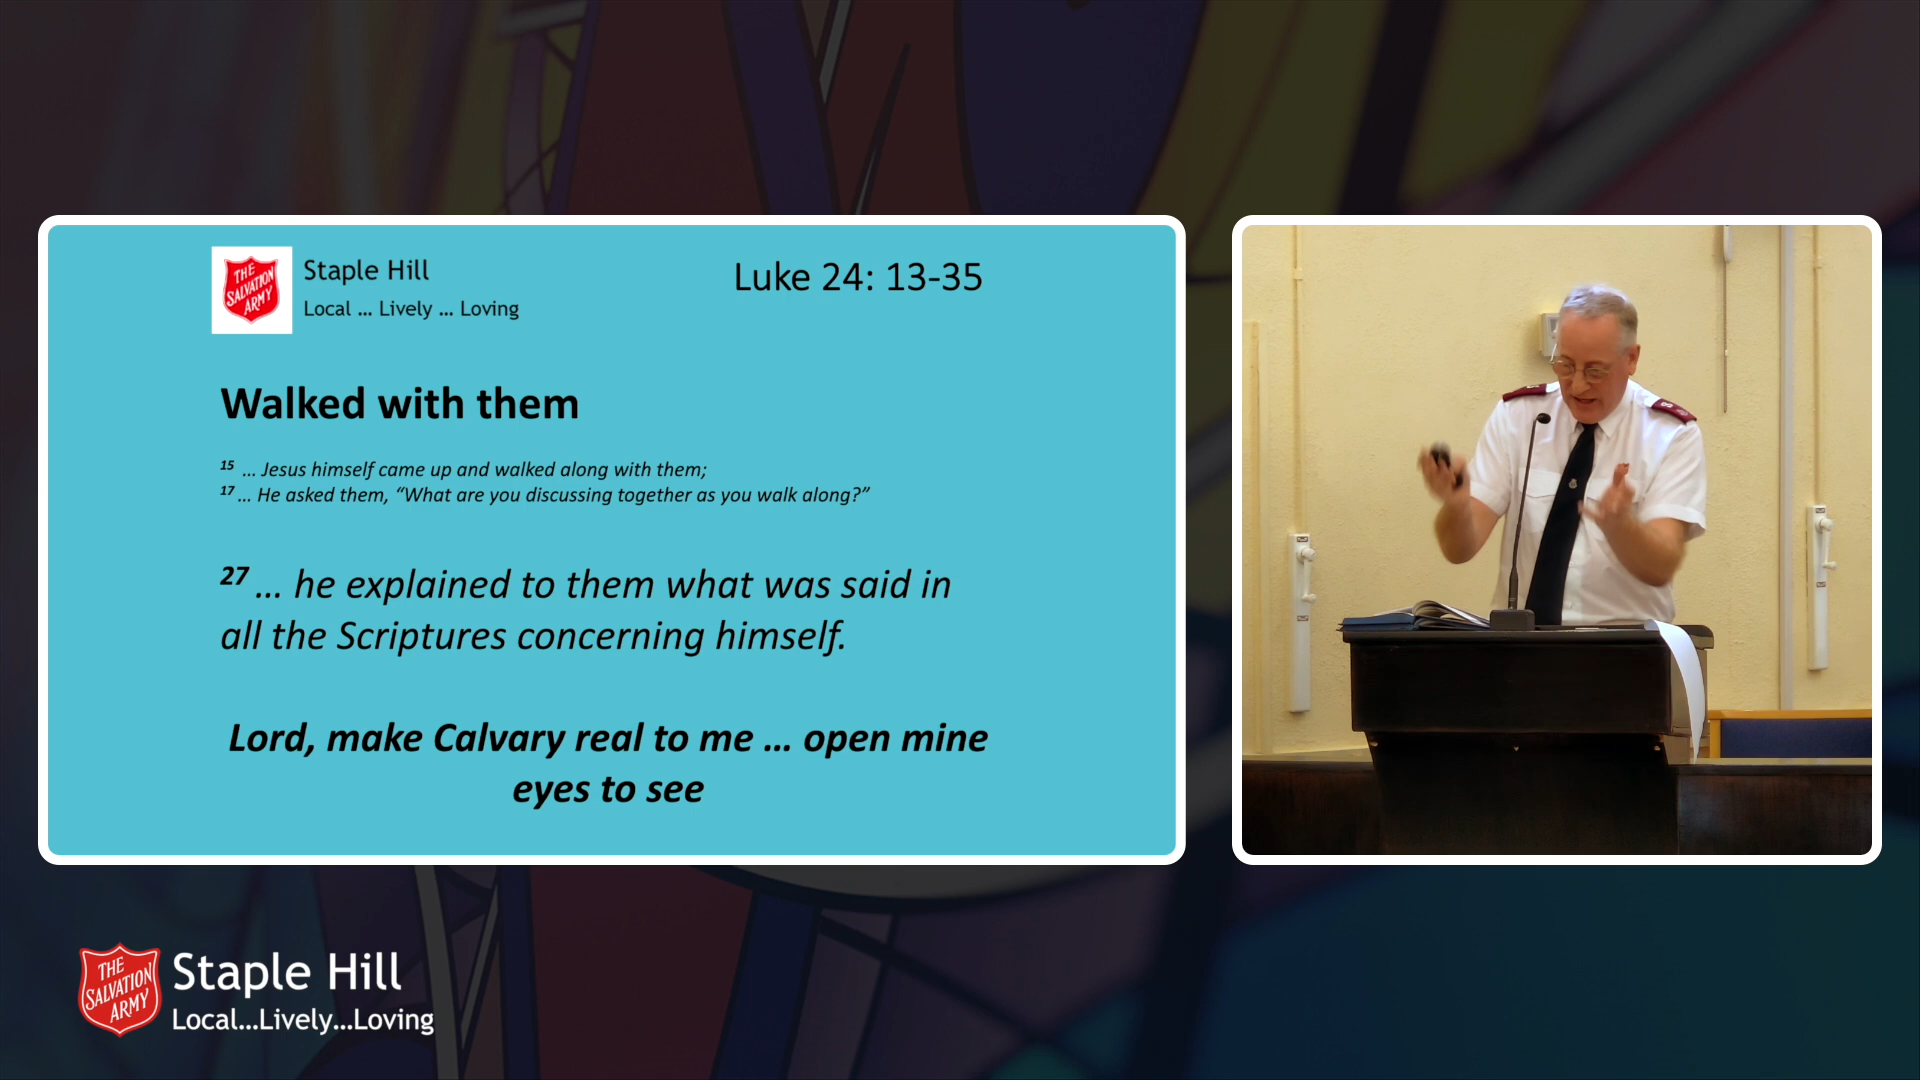 THE
SALVATION
ARMY
Staple Hill
Local ... Lively ... Loving
Luke 24: 13-35
Walked with them
15 ... Jesus himself came up and walked along with them;
17 ... He asked them, “What are you discussing together as you walk along?”
27 ... he explained to them what was said in
all the Scriptures concerning himself.
Lord, make Calvary real to me ... open mine
eyes to see
THE
SALVATION
ARMY
Staple Hill
Local...Lively...Loving